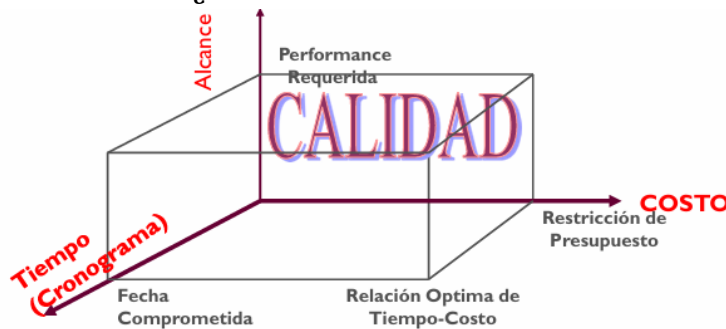 g
Alcance
Performance
Requerida
CALIDAD
COSTO
Restricción de
Presupuesto
Tiempo
(Cronograma)
Fecha
Comprometida
Relación Optima de
Tiempo-Costo